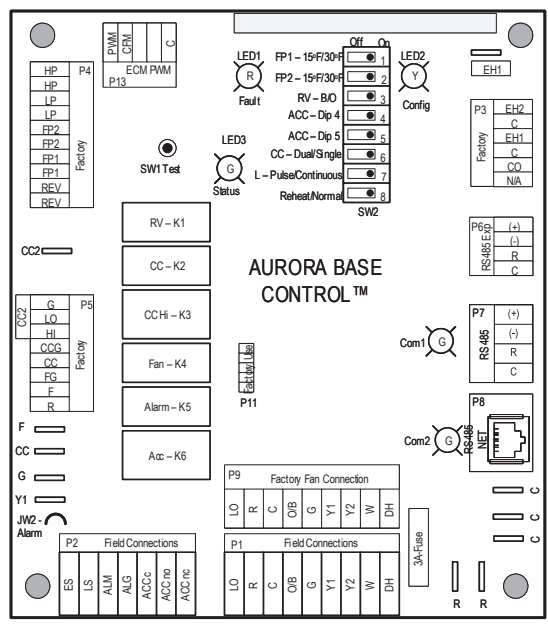 PWM
CFM
C
ECM PWM
P13
LED1
R
Fault
Off On
FP1 – 15ºF/30ºF 1
FP2 – 15ºF/30ºF 2
RV – B/O 3
ACC – Dip 4 4
ACC – Dip 5 5
CC – Dual/Single 6
L – Pulse/Continuous 7
Reheat/Normal 8
SW2
LED2
Y
Config
EH1
P4
HP
HP
LP
LP
FP2
FP2
FP1
FP1
REV
REV
Factory
SW1 Test
LED3
G
Status
P3
EH2
C
EH1
C
CO
N/A
Factory
CC2
RV – K1
CC – K2
CC Hi – K3
Fan – K4
Alarm – K5
Acc – K6
AURORA BASE
CONTROL™
P6
RS485 Exp
(+)
(-)
R
C
P7
RS 485
(+)
(-)
R
C
Com1
G
CC2
P5
G
LO
HI
CCG
CC
FG
F
R
Factory
Factory Use
P11
P8
RS485
NET
Com2
G
F
CC
G
Y1
JW2 -
Alarm
P9 Factory Fan Connection
LO R C O/B G Y1 Y2 W DH
P2 Field Connections
ES LS ALM ALG ACC c ACC no ACC nc
P1 Field Connections
LO R C O/B G Y1 Y2 W DH
3A-Fuse
C
C
C
R R